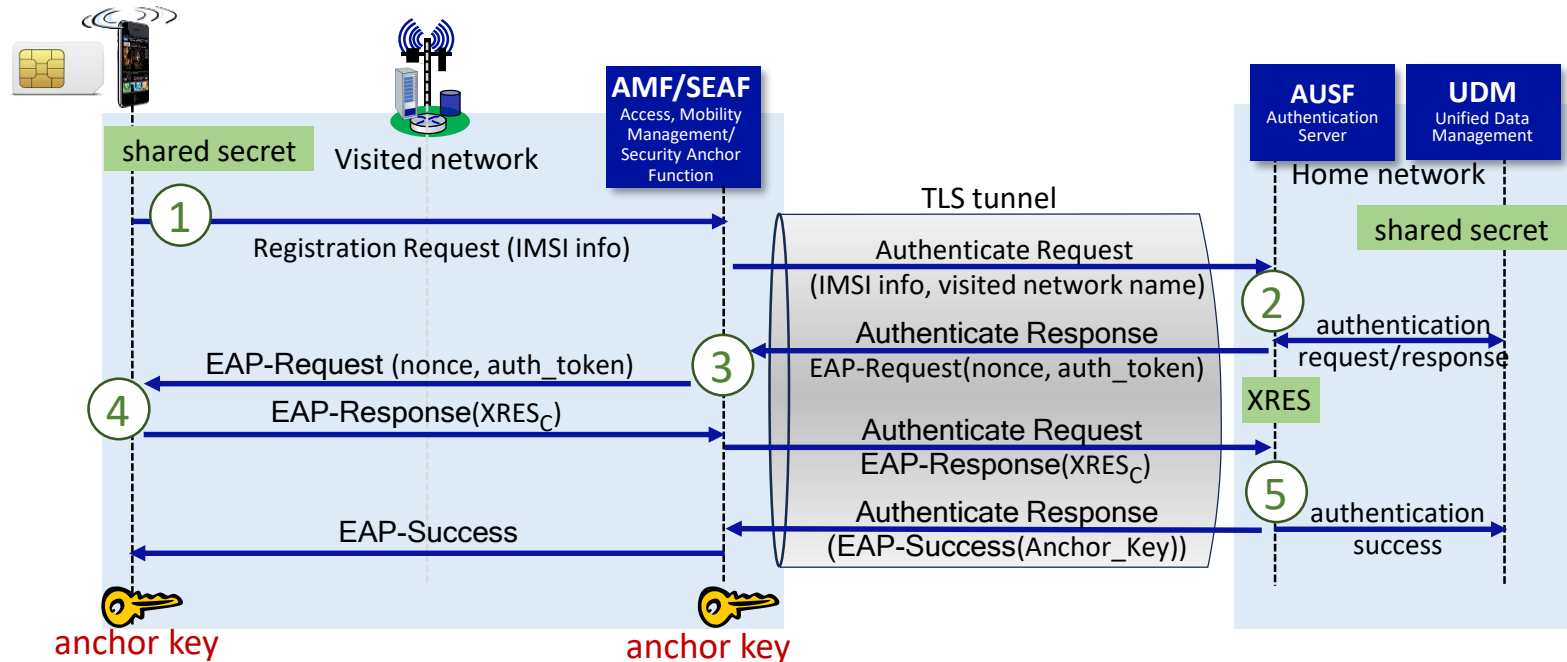 AMF/SEAF
Access, Mobility
Management/
Security Anchor
Function
AUSF
Authentication
Server
UDM
Unified Data
Management
shared secret
Visited network
Home network
TLS tunnel
shared secret
1
Registration Request (IMSI info)
Authenticate Request
(IMSI info, visited network name)
2
authentication
request/response
Authenticate Response
EAP-Request(nonce, auth_token)
3
EAP-Request (nonce, auth_token)
4
EAP-Response(XRESC)
XRES
Authenticate Request
EAP-Response(XRESC)
5
authentication
success
Authenticate Response
(EAP-Success(Anchor_Key))
EAP-Success
anchor key
anchor key